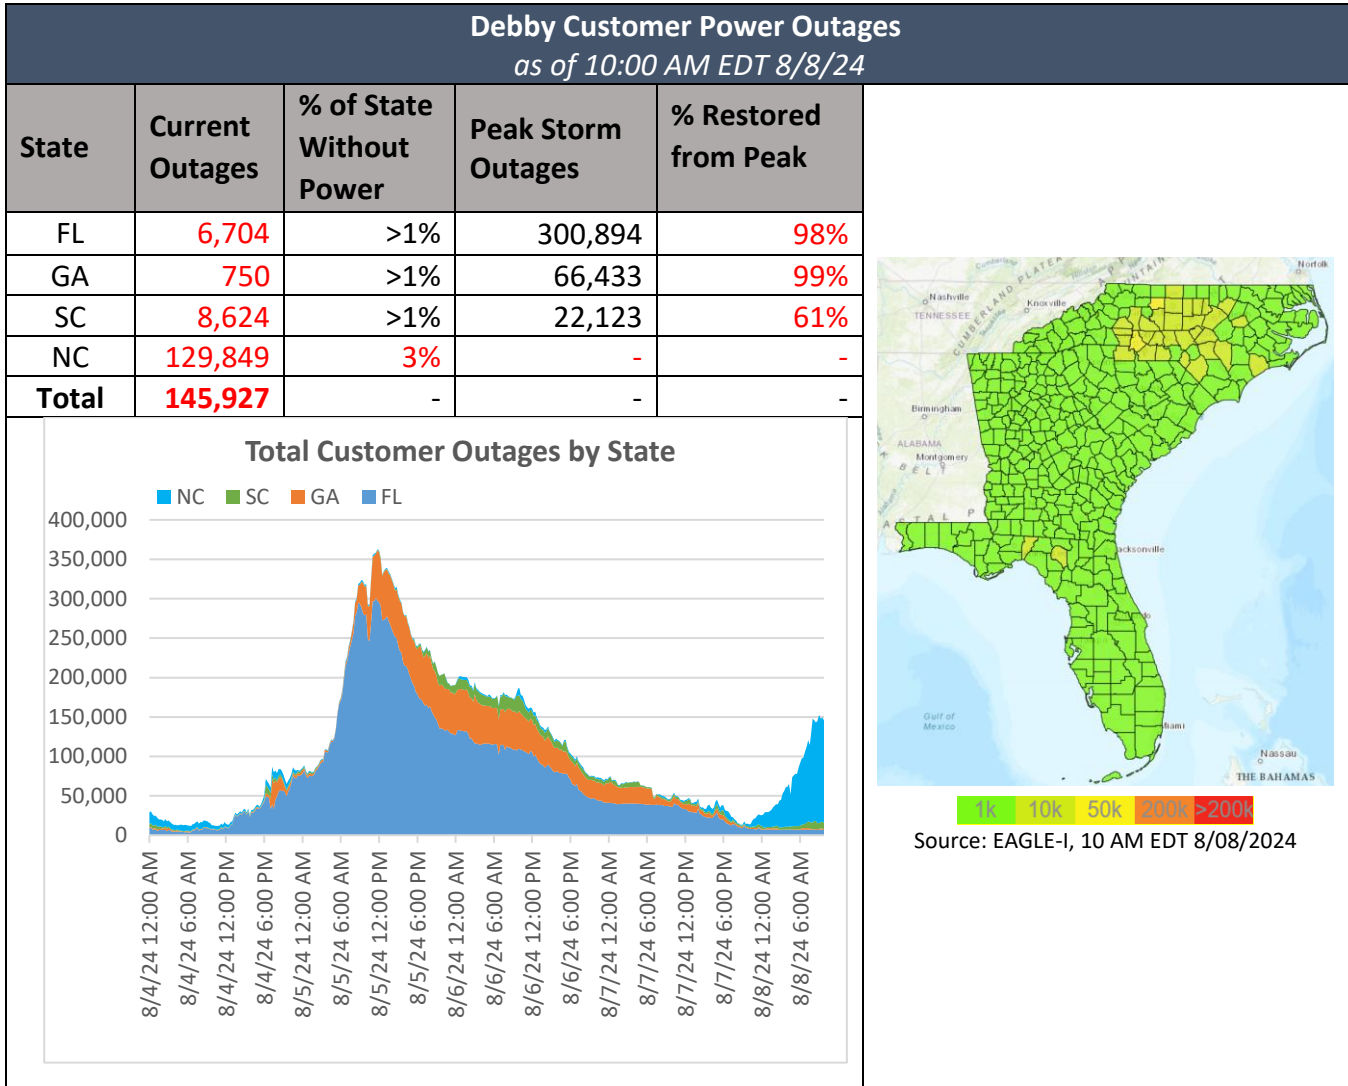 Debby Customer Power Outages
as of 10:00 AM EDT 8/8/24
State
Current
Outages
% of State
Without
Power
Peak Storm
Outages
% Restored
from Peak
FL 6,704 >1% 300,894 98%
GA 750 >1% 66,433 99%
SC 8,624 >1% 22,123 61%
NC 129,849 3% - -
Total 145,927 - - -
Total Customer Outages by State
NC SC GA FL
400,000
350,000
300,000
250,000
200,000
150,000
100,000
50,000
0
8/4/24 12:00 AM
8/4/24 6:00 AM
8/4/24 12:00 PM
8/4/24 6:00 PM
8/5/24 12:00 AM
8/5/24 6:00 AM
8/5/24 12:00 PM
8/5/24 6:00 PM
8/6/24 12:00 AM
8/6/24 6:00 AM
8/6/24 12:00 PM
8/6/24 6:00 PM
8/7/24 12:00 AM
8/7/24 6:00 AM
8/7/24 12:00 PM
8/7/24 6:00 PM
8/8/24 12:00 AM
8/8/24 6:00 AM
Norfolk
Nashville
Knoxville
TENNESSEE
CUMBERLAND PLATEA
Birmingham
ALABAMA
Montgomery
BELT
acksonville
Gulf of
Mexico
Miami
Nassau
THE BAHAMAS
1k 10k 50k 200k >200k
Source: EAGLE-I, 10 AM EDT 8/08/2024